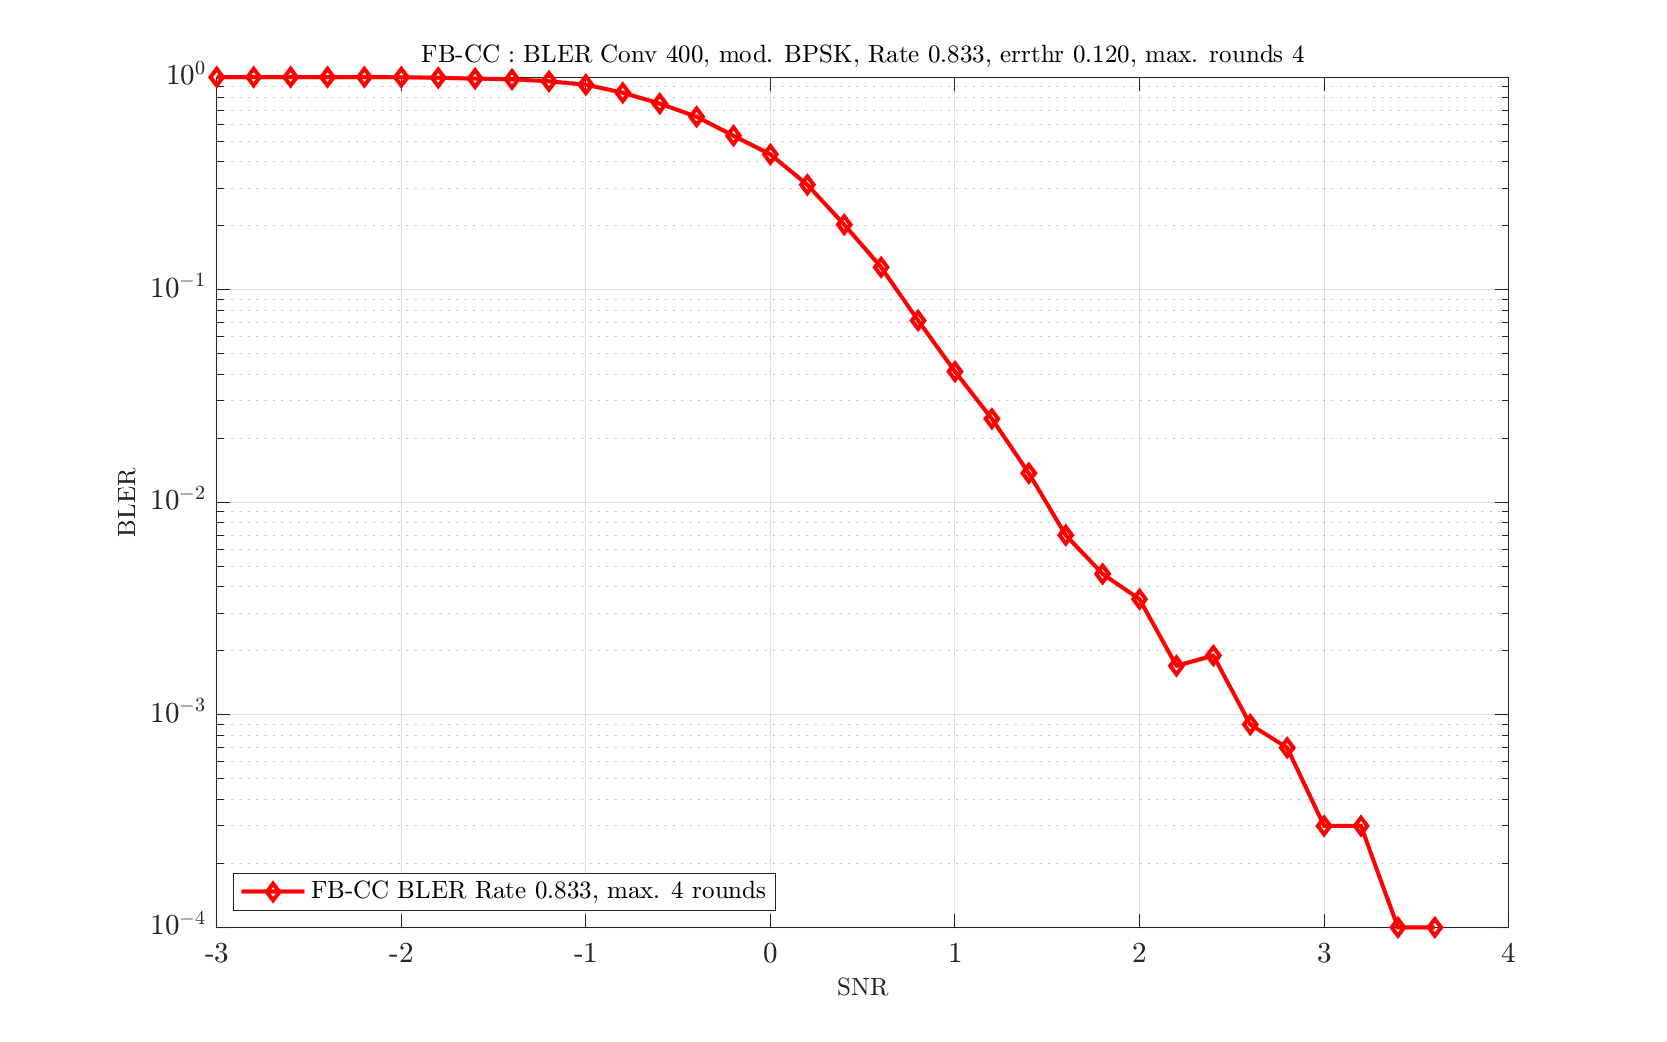 FB-CC : BLER Conv 400, mod. BPSK, Rate 0.833, errthr 0.120, max. rounds 4
10^0
10^-1
10^-2
10^-3
10^-4
BLER
FB-CC BLER Rate 0.833, max. 4 rounds
-3 -2 -1 0 1 2 3 4
SNR